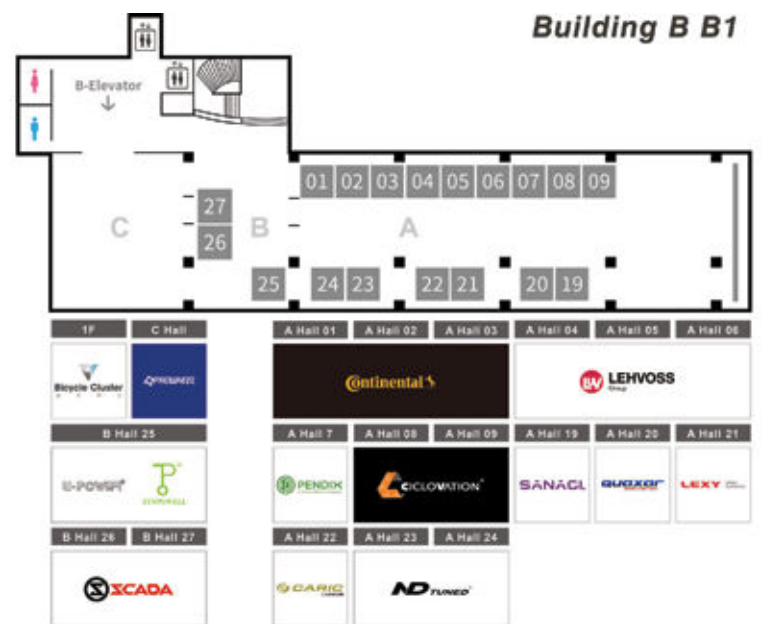 Building B B1
B-Elevator
01 02 03 04 05 06 07 08 09
27
C B A
26
25 24 23 22 21 20 19
1F C Hall A Hall 01 A Hall 02 A Hall 03 A Hall 04 A Hall 05 A Hall 06
Bicycle Cluster
Continental
BW LEHVOSS
Group
B Hall 25 A Hall 7 A Hall 08 A Hall 09 A Hall 19 A Hall 20 A Hall 21
U-POWER PENDIX CICLOVATION SANAGI QUAXAR LEXY
B Hall 26 B Hall 27 A Hall 22 A Hall 23 A Hall 24
SCADA CARIC ND TUNED